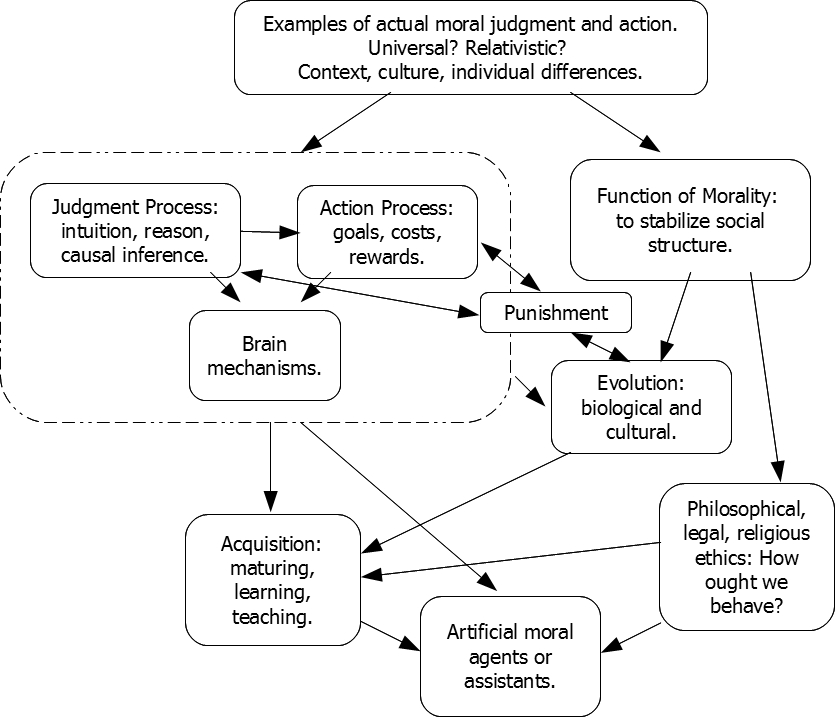 Examples of actual moral judgment and action.
Universal? Relativistic?
Context, culture, individual differences.
Judgment Process:
intuition, reason,
causal inference.
Action Process:
goals, costs,
rewards.
Function of Morality:
to stabilize social
structure.
Punishment
Brain
mechanisms.
Evolution:
biological and
cultural.
Acquisition:
maturing,
learning,
teaching.
Philosophical,
legal, religious
ethics: How
ought we
behave?
Artificial moral
agents or
assistants.